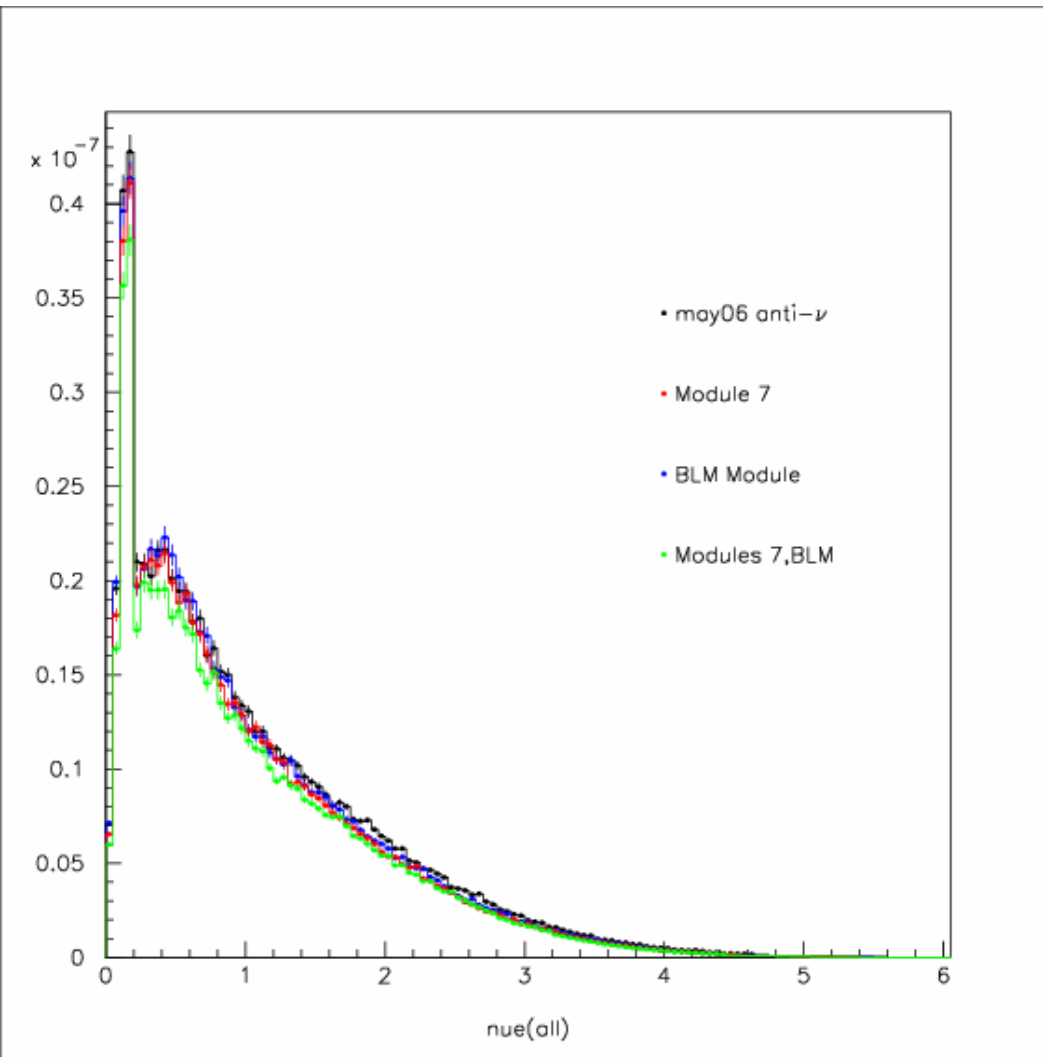 x 10-7
0.4
0.35
0.3
0.25
0.2
0.15
0.1
0.05
0
may06 anti-ν
Module 7
BLM Module
Modules 7,BLM
0 1 2 3 4 5 6
nue(all)